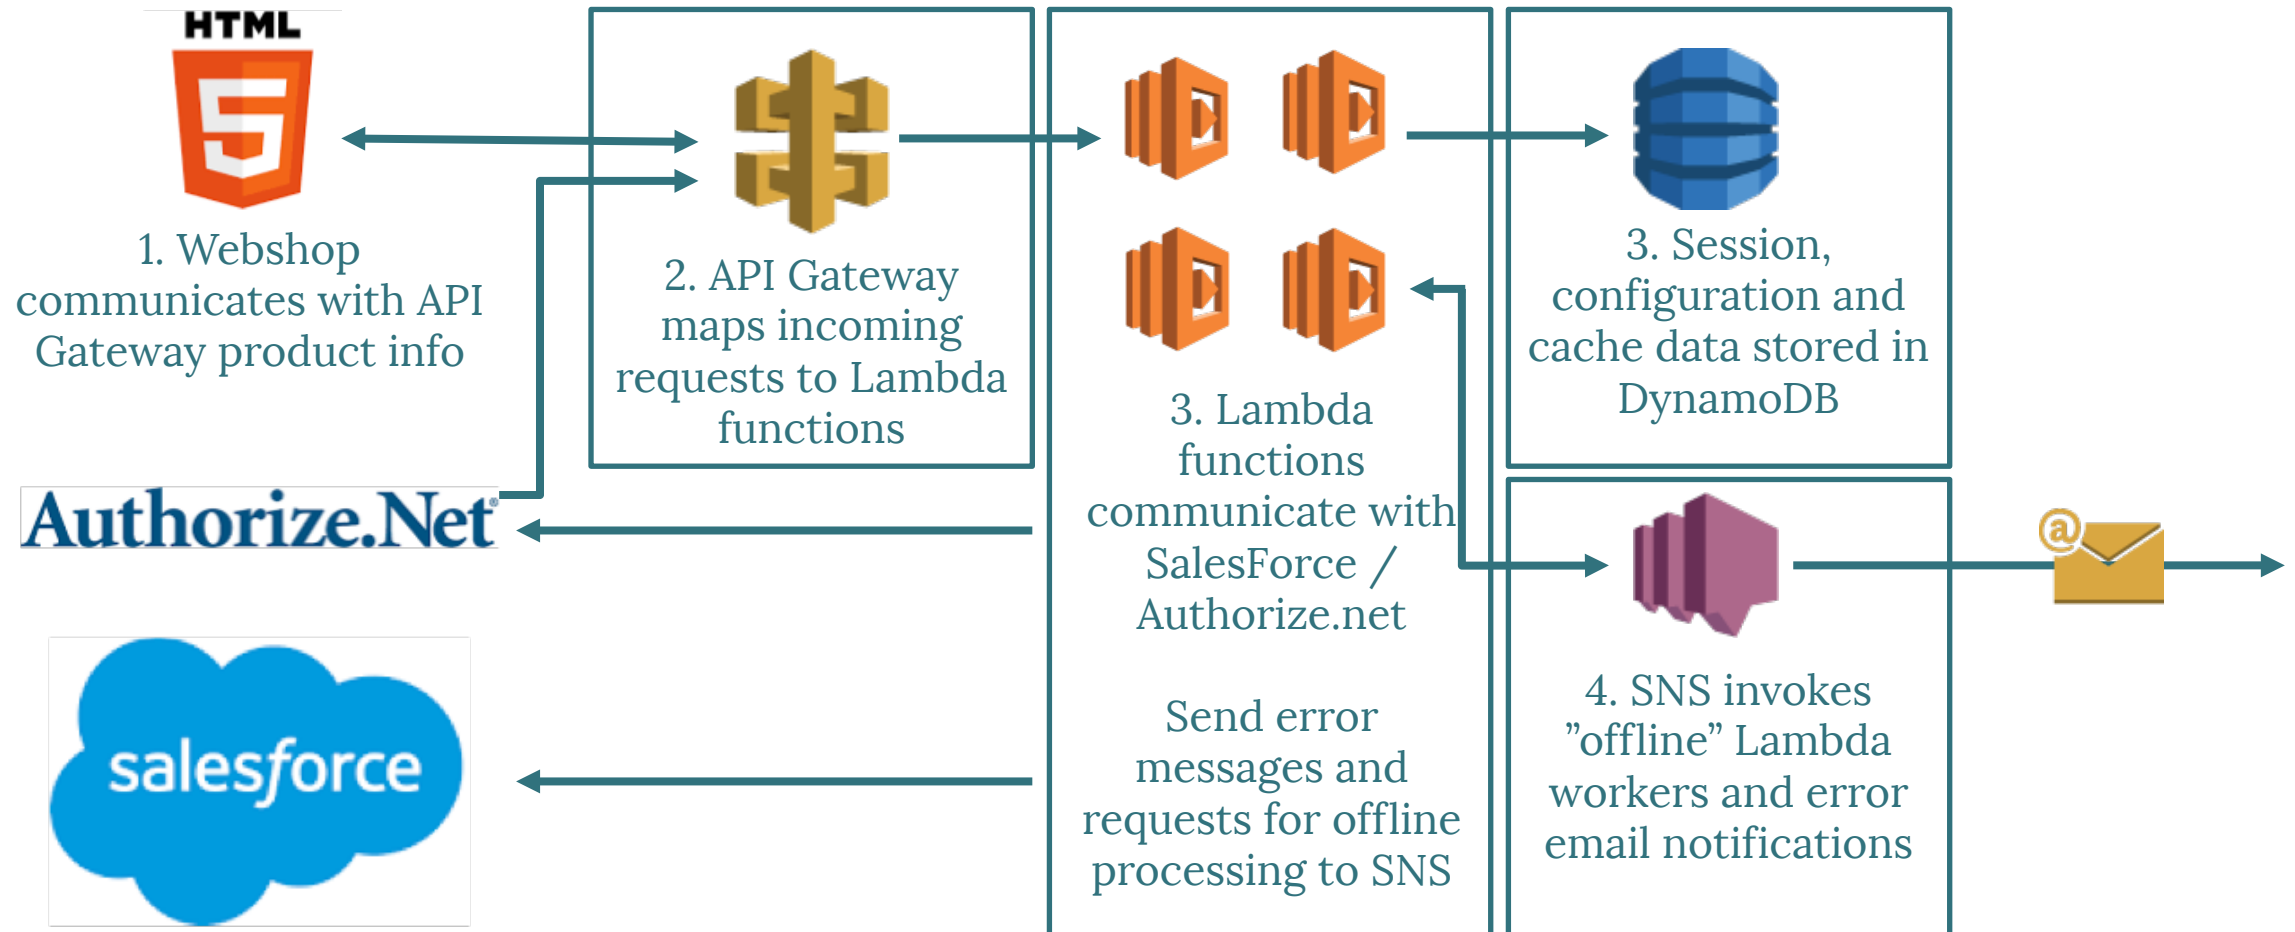 HTML
5
1. Webshop
communicates with API
Gateway product info
2. API Gateway
maps incoming
requests to Lambda
functions
3. Lambda
functions
communicate with
SalesForce /
Authorize.net
Send error
messages and
requests for offline
processing to SNS
3. Session,
configuration and
cache data stored in
DynamoDB
4. SNS invokes
”offline” Lambda
workers and error
email notifications
@
Authorize.Net®
salesforce